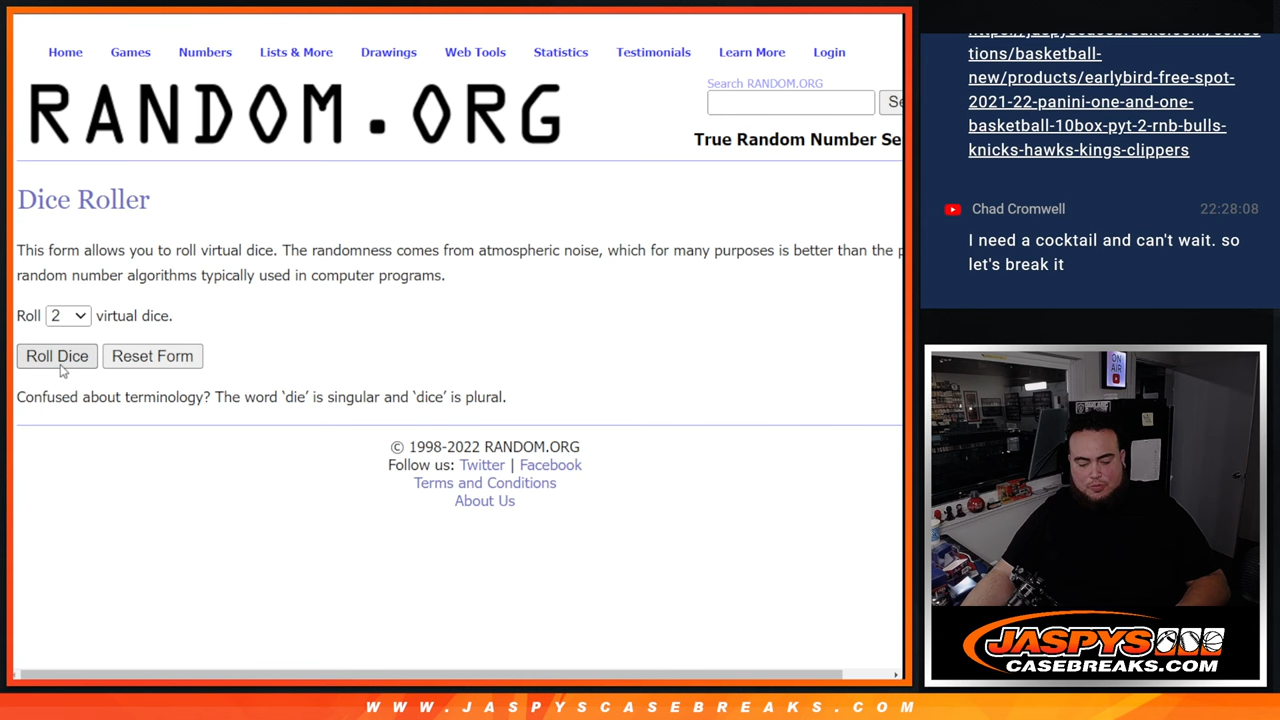 Home Games Numbers Lists & More Drawings Web Tools Statistics Testimonials Learn More Login
Search RANDOM.ORG
RANDOM.ORG
Se
True Random Number Se
Dice Roller
This form allows you to roll virtual dice. The randomness comes from atmospheric noise, which for many purposes is better than the p
random number algorithms typically used in computer programs.
Roll 2 virtual dice.
Roll Dice Reset Form
Confused about terminology? The word ‘die’ is singular and ‘dice’ is plural.
© 1998-2022 RANDOM.ORG
Follow us: Twitter | Facebook
Terms and Conditions
About Us
tions/basketball-
new/products/earlybird-free-spot-
2021-22-panini-one-and-one-
basketball-10box-pyt-2-rnb-bulls-
knicks-hawks-kings-clippers
Chad Cromwell 22:28:08
I need a cocktail and can't wait. so
let's break it
ON
AIR
JASPYS
CASEBREAKS.COM
WWW.JASPYSCASEBREAKS.COM